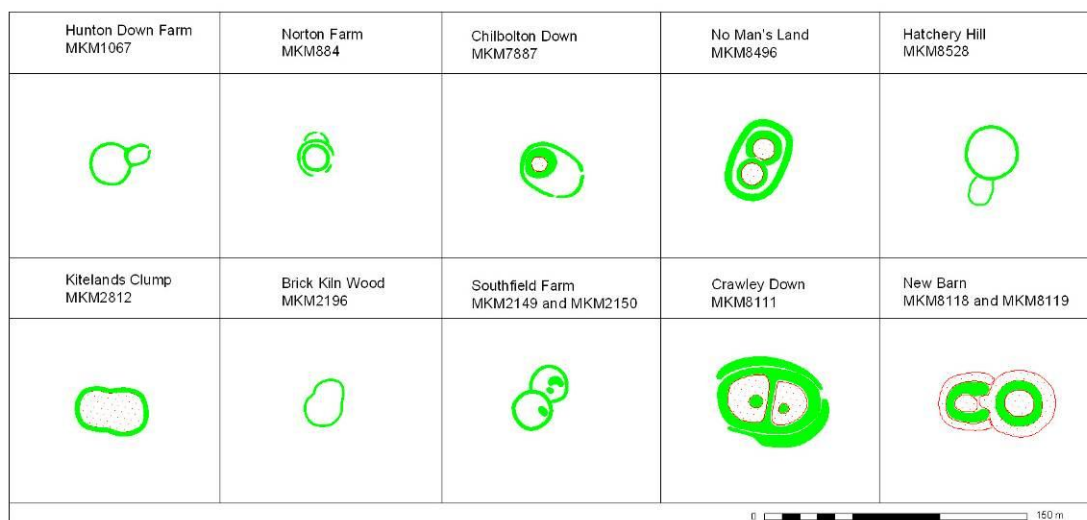 Hunton Down Farm
MKM1067
Norton Farm
MKM884
Chilbolton Down
MKM7887
No Man's Land
MKM8496
Hatchery Hill
MKM8528
Kitelands Clump
MKM2812
Brick Kiln Wood
MKM2196
Southfield Farm
MKM2149 and MKM2150
Crawley Down
MKM8111
New Barn
MKM8118 and MKM8119
0 150 m